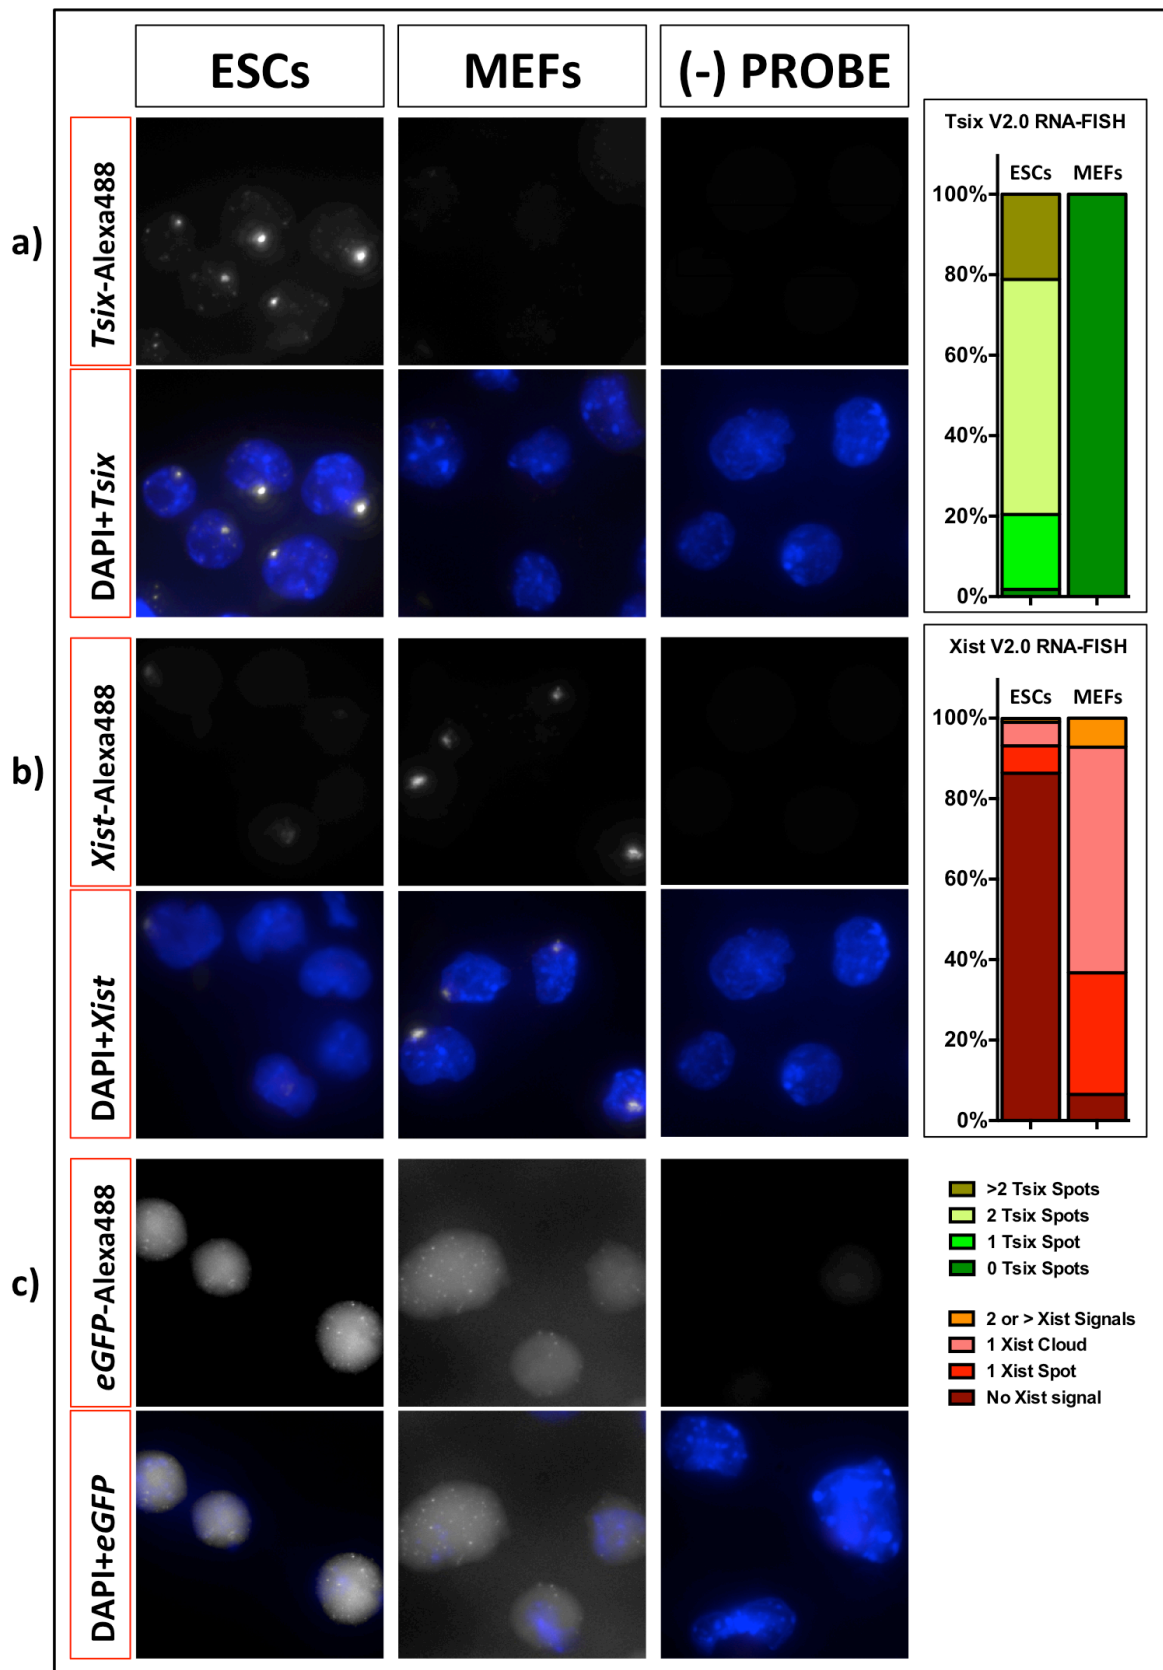 ESCs MEFs (-) PROBE
a)
Tsix-Alexa488
DAPI+Tsix
Tsix V2.0 RNA-FISH
ESCs MEFs
100%
80%
60%
40%
20%
0%
b)
Xist-Alexa488
DAPI+Xist
Xist V2.0 RNA-FISH
ESCs MEFs
100%
80%
60%
40%
20%
0%
c)
eGFP-Alexa488
DAPI+eGFP
>2 Tsix Spots
2 Tsix Spots
1 Tsix Spot
0 Tsix Spots
2 or > Xist Signals
1 Xist Cloud
1 Xist Spot
No Xist signal